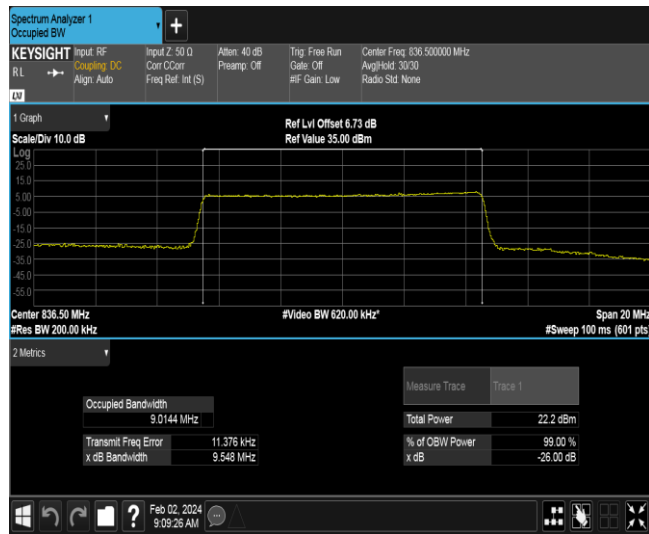 Spectrum Analyzer 1
Occupied BW
+
KEYSIGHT
RL
LXI
Input: RF
Coupling: DC
Align: Auto
Input Z: 50 Ω
Corr CCorr
Freq Ref: Int (S)
Atten: 40 dB
Preamp: Off
Trig: Free Run
Gate: Off
#IF Gain: Low
Center Freq: 836.500000 MHz
Avg|Hold: 30/30
Radio Std: None
1 Graph
Scale/Div 10.0 dB
Ref Lvl Offset 6.73 dB
Ref Value 35.00 dBm
Log
25.0
15.0
5.00
-5.00
-15.0
-25.0
-35.0
-45.0
-55.0
Center 836.50 MHz
#Video BW 620.00 kHz*
Span 20 MHz
#Res BW 200.00 kHz
#Sweep 100 ms (601 pts)
2 Metrics
Measure Trace Trace 1
Occupied Bandwidth
9.0144 MHz
Total Power 22.2 dBm
Transmit Freq Error 11.376 kHz
% of OBW Power 99.00 %
x dB Bandwidth 9.548 MHz
x dB -26.00 dB
?
Feb 02, 2024
9:09:26 AM